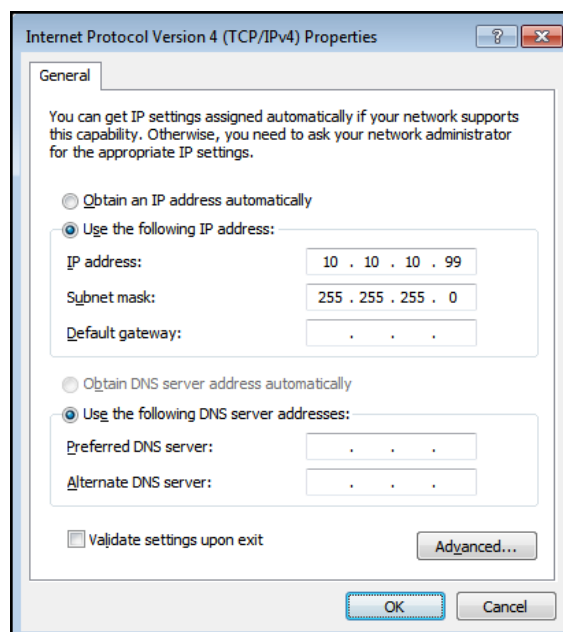 Internet Protocol Version 4 (TCP/IPv4) Properties
?
General
You can get IP settings assigned automatically if your network supports
this capability. Otherwise, you need to ask your network administrator
for the appropriate IP settings.
Obtain an IP address automatically
Use the following IP address:
IP address: 10 . 10 . 10 . 99
Subnet mask: 255 . 255 . 255 . 0
Default gateway: . . .
Obtain DNS server address automatically
Use the following DNS server addresses:
Preferred DNS server: . . .
Alternate DNS server: . . .
Validate settings upon exit
Advanced...
OK Cancel